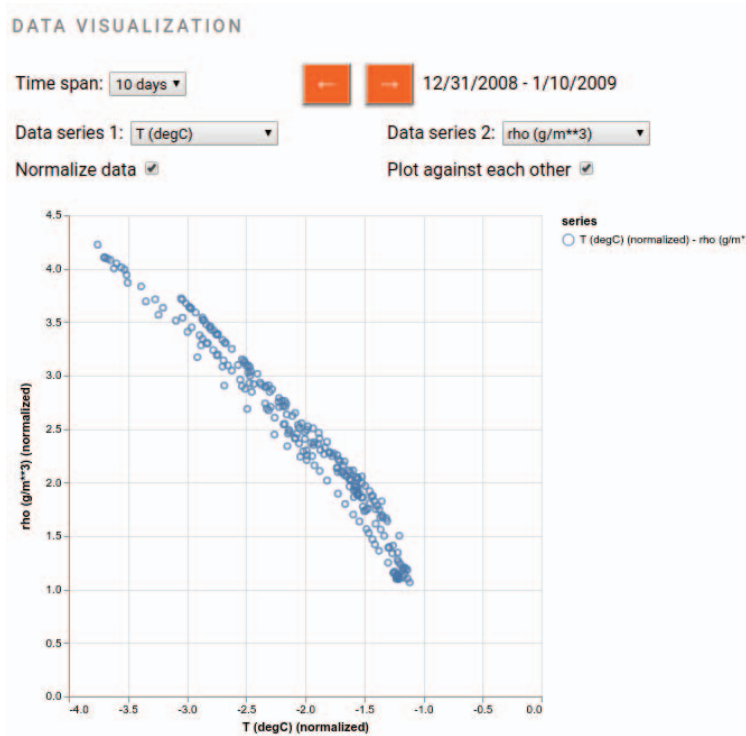 DATA VISUALIZATION
Time span: 10 days ▾ ← → 12/31/2008 - 1/10/2009
Data series 1: T (degC) ▾ Data series 2: rho (g/m**3) ▾
Normalize data Plot against each other
series
T (degC) (normalized) - rho (g/m*
4.5
4.0
3.5
3.0
2.5
2.0
1.5
1.0
0.5
0.0
rho (g/m**3) (normalized)
-4.0 -3.5 -3.0 -2.5 -2.0 -1.5 -1.0 -0.5 0.0
T (degC) (normalized)